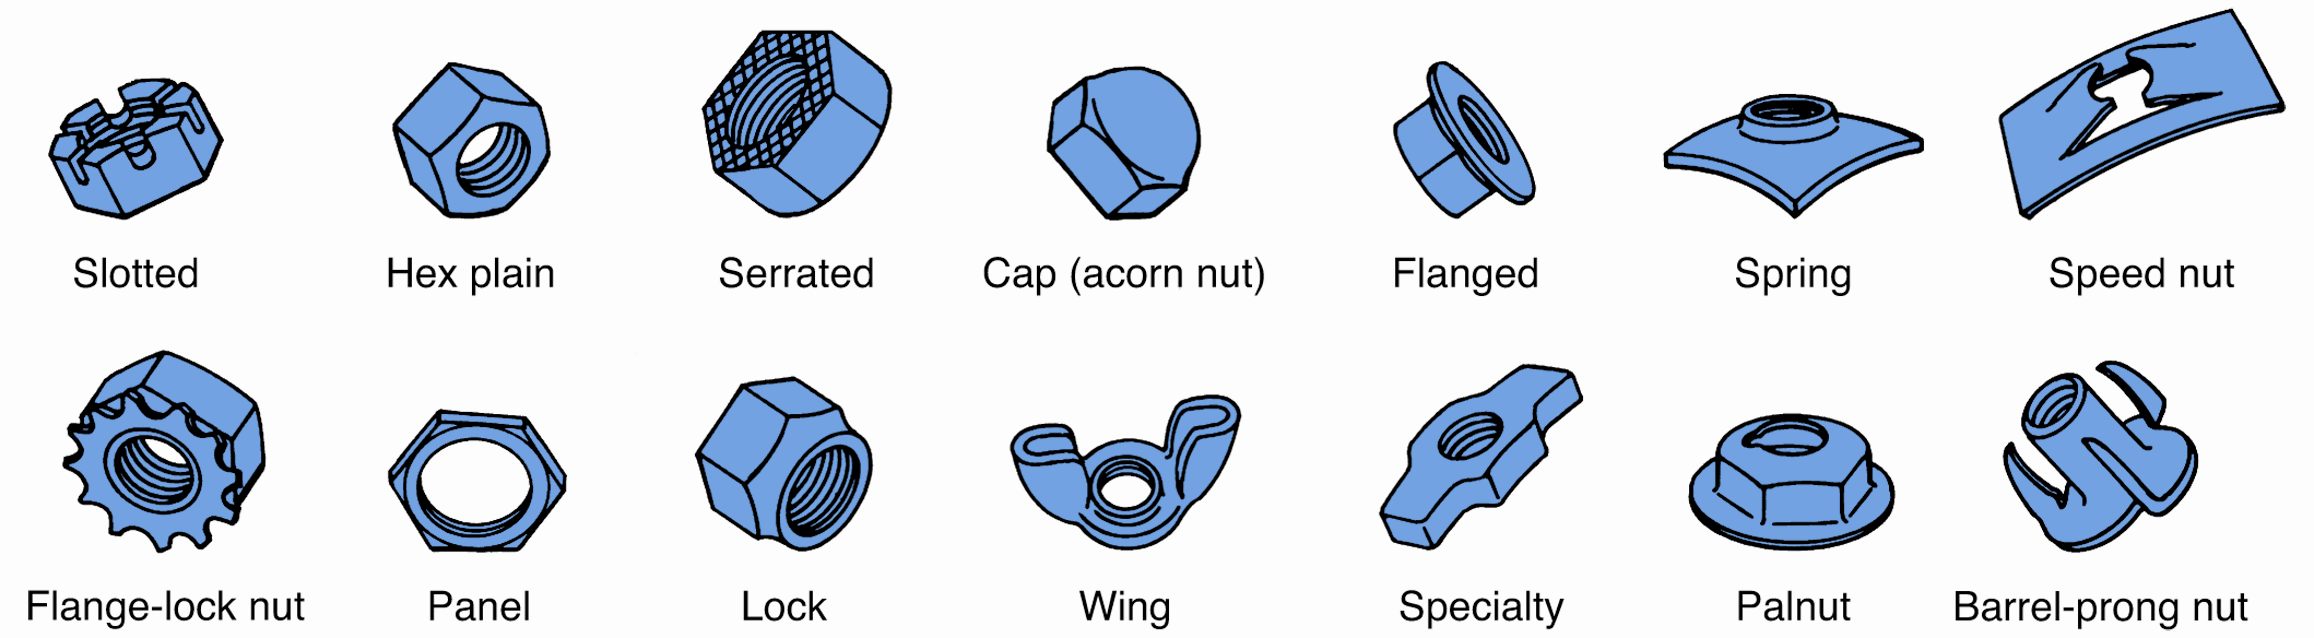 Slotted
Hex plain
Serrated
Cap (acorn nut)
Flanged
Spring
Speed nut
Flange-lock nut
Panel
Lock
Wing
Specialty
Palnut
Barrel-prong nut